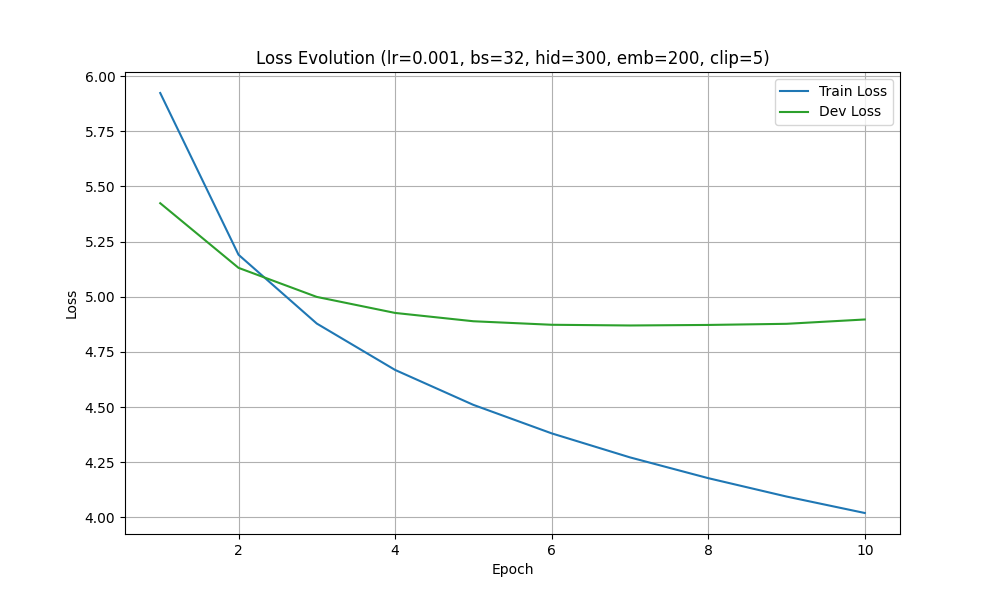 Loss Evolution (lr=0.001, bs=32, hid=300, emb=200, clip=5)
Train Loss
Dev Loss
6.00
5.75
5.50
5.25
5.00
4.75
4.50
4.25
4.00
Loss
2 4 6 8 10
Epoch